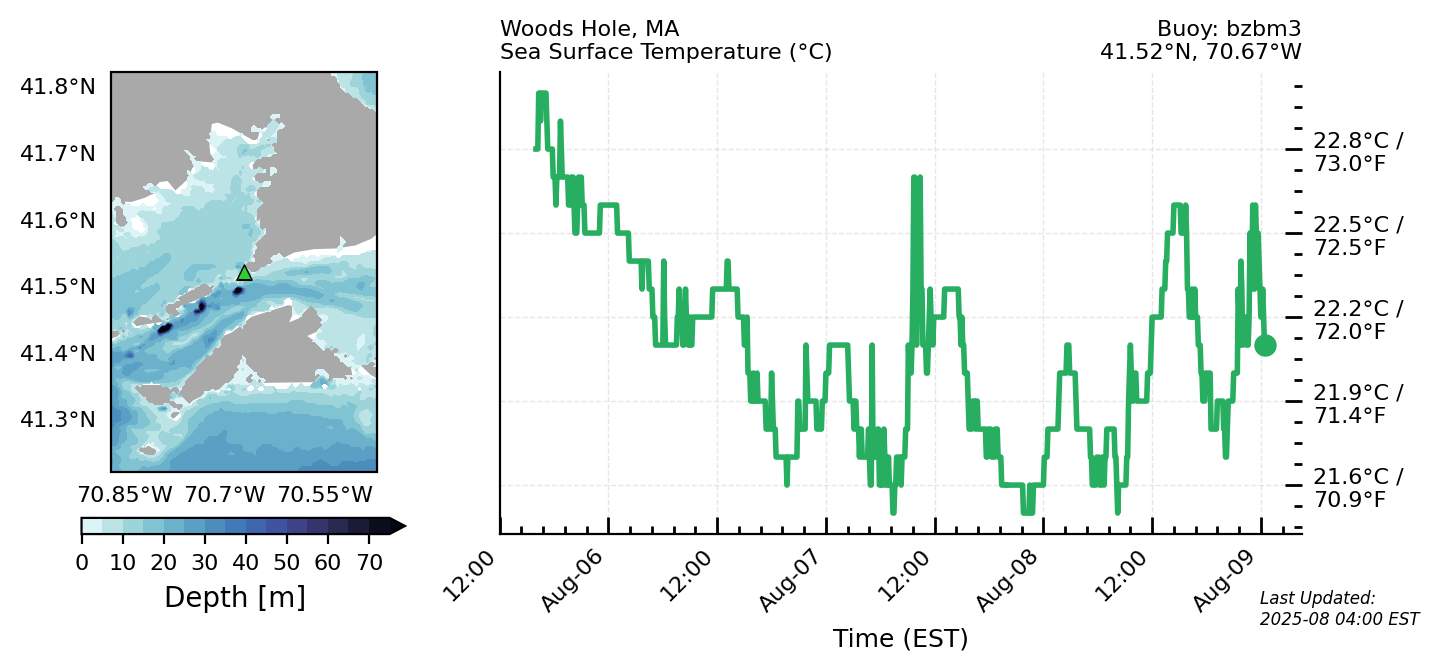 Woods Hole, MA
Sea Surface Temperature (°C)
Buoy: bzbm3
41.52°N, 70.67°W
41.8°N
41.7°N
41.6°N
41.5°N
41.4°N
41.3°N
70.85°W 70.7°W 70.55°W
0 10 20 30 40 50 60 70
Depth [m]
22.8°C /
73.0°F
22.5°C /
72.5°F
22.2°C /
72.0°F
21.9°C /
71.4°F
21.6°C /
70.9°F
12:00
Aug-06
12:00
Aug-07
12:00
Aug-08
12:00
Aug-09
Time (EST)
Last Updated:
2025-08 04:00 EST